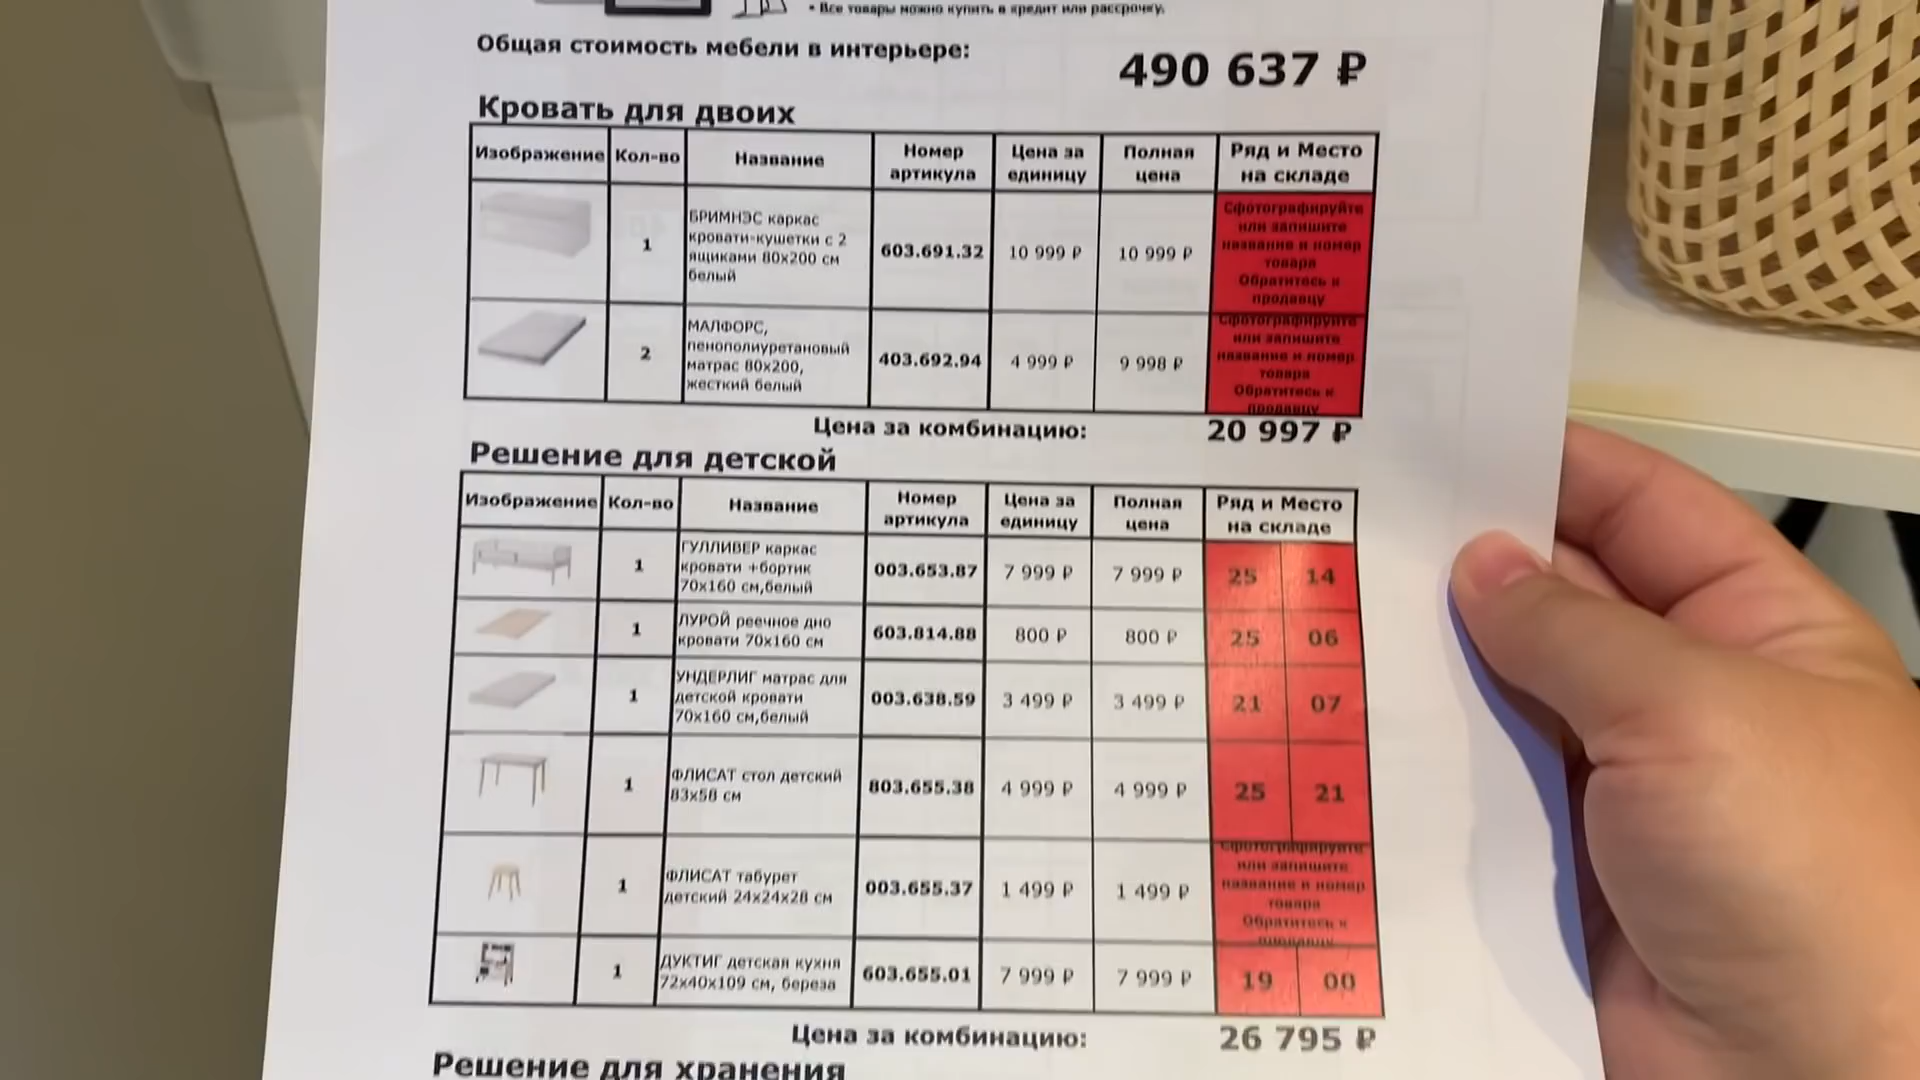 • Все товары можно купить в кредит или рассрочку.
Общая стоимость мебели в интерьере:
490 637 ₽
Кровать для двоих
Изображение Кол-во Название Номер артикула Цена за единицу Полная цена Ряд и Место на складе
1 БРИМНЭС каркас кровати-кушетки с 2 ящиками 80х200 см белый 603.691.32 10 999 ₽ 10 999 ₽ Сфотографируйте или запишите название и номер товара Обратитесь к продавцу
2 МАЛФОРС, пенополиуретановый матрас 80х200, жесткий белый 403.692.94 4 999 ₽ 9 998 ₽ Сфотографируйте или запишите название и номер товара Обратитесь к продавцу
Цена за комбинацию: 20 997 ₽
Решение для детской
Изображение Кол-во Название Номер артикула Цена за единицу Полная цена Ряд и Место на складе
1 ГУЛЛИВЕР каркас кровати +бортик 70х160 см,белый 003.653.87 7 999 ₽ 7 999 ₽ 25 14
1 ЛУРОЙ реечное дно кровати 70х160 см 603.814.88 800 ₽ 800 ₽ 25 06
1 УНДЕРЛИГ матрас для детской кровати 70х160 см,белый 003.638.59 3 499 ₽ 3 499 ₽ 21 07
1 ФЛИСАТ стол детский 83х58 см 803.655.38 4 999 ₽ 4 999 ₽ 25 21
1 ФЛИСАТ табурет детский 24х24х28 см 003.655.37 1 499 ₽ 1 499 ₽ Сфотографируйте или запишите название и номер товара Обратитесь к продавцу
1 ДУКТИГ детская кухня 72х40х109 см, береза 603.655.01 7 999 ₽ 7 999 ₽ 19 00
Цена за комбинацию: 26 795 ₽
Решение для хранения